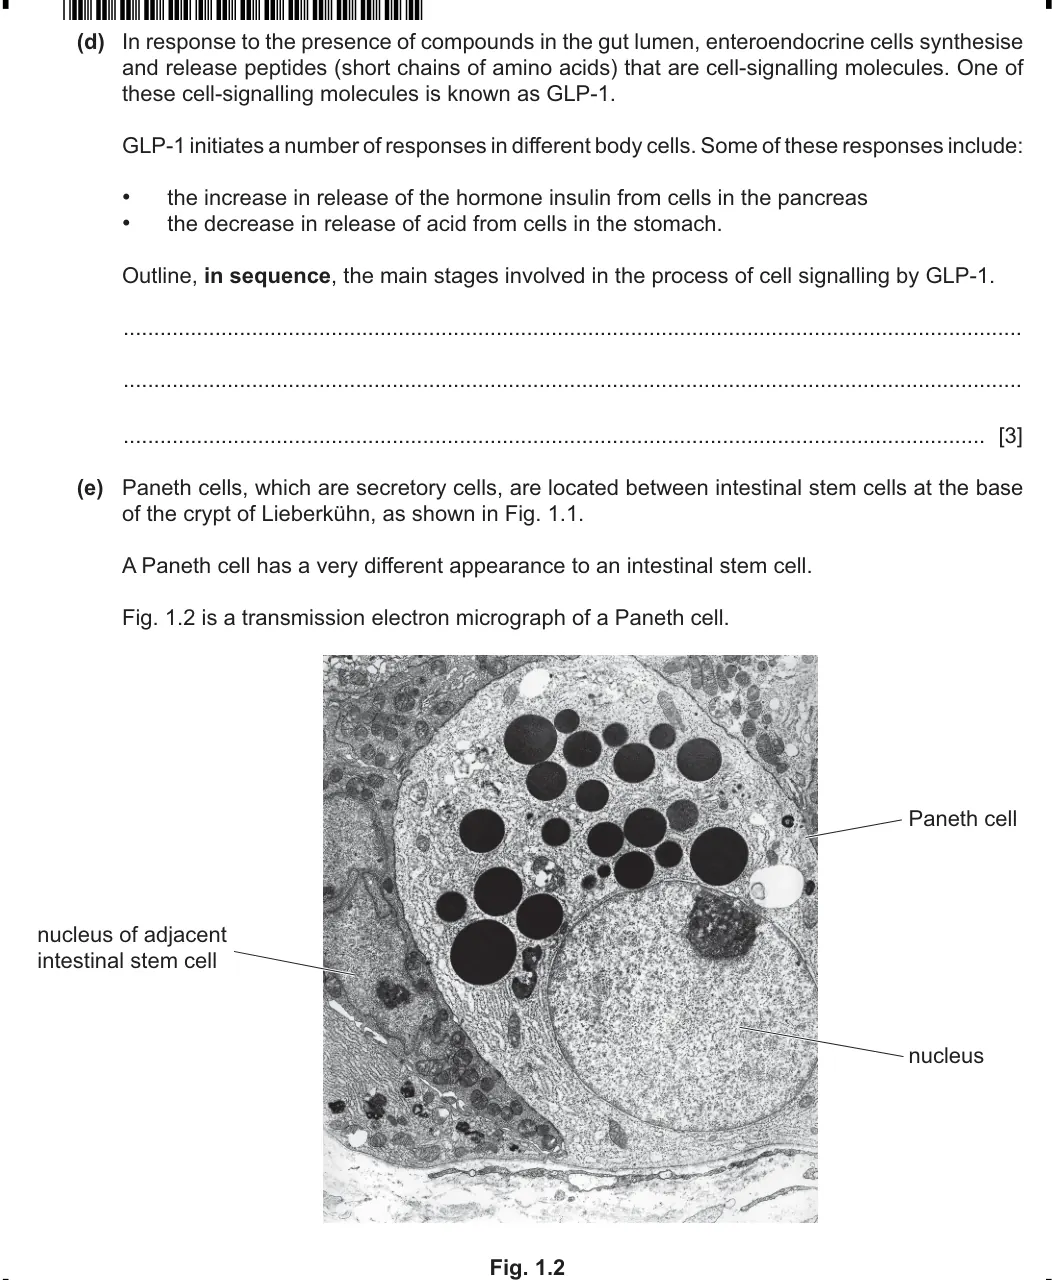 (d) In response to the presence of compounds in the gut lumen, enteroendocrine cells synthesise
and release peptides (short chains of amino acids) that are cell-signalling molecules. One of
these cell-signalling molecules is known as GLP-1.
GLP-1 initiates a number of responses in different body cells. Some of these responses include:
• the increase in release of the hormone insulin from cells in the pancreas
• the decrease in release of acid from cells in the stomach.
Outline, in sequence, the main stages involved in the process of cell signalling by GLP-1.
..........................................................................................................................................
..........................................................................................................................................
.................................................................................................................................... [3]
(e) Paneth cells, which are secretory cells, are located between intestinal stem cells at the base
of the crypt of Lieberkühn, as shown in Fig. 1.1.
A Paneth cell has a very different appearance to an intestinal stem cell.
Fig. 1.2 is a transmission electron micrograph of a Paneth cell.
Paneth cell
nucleus of adjacent
intestinal stem cell
nucleus
Fig. 1.2